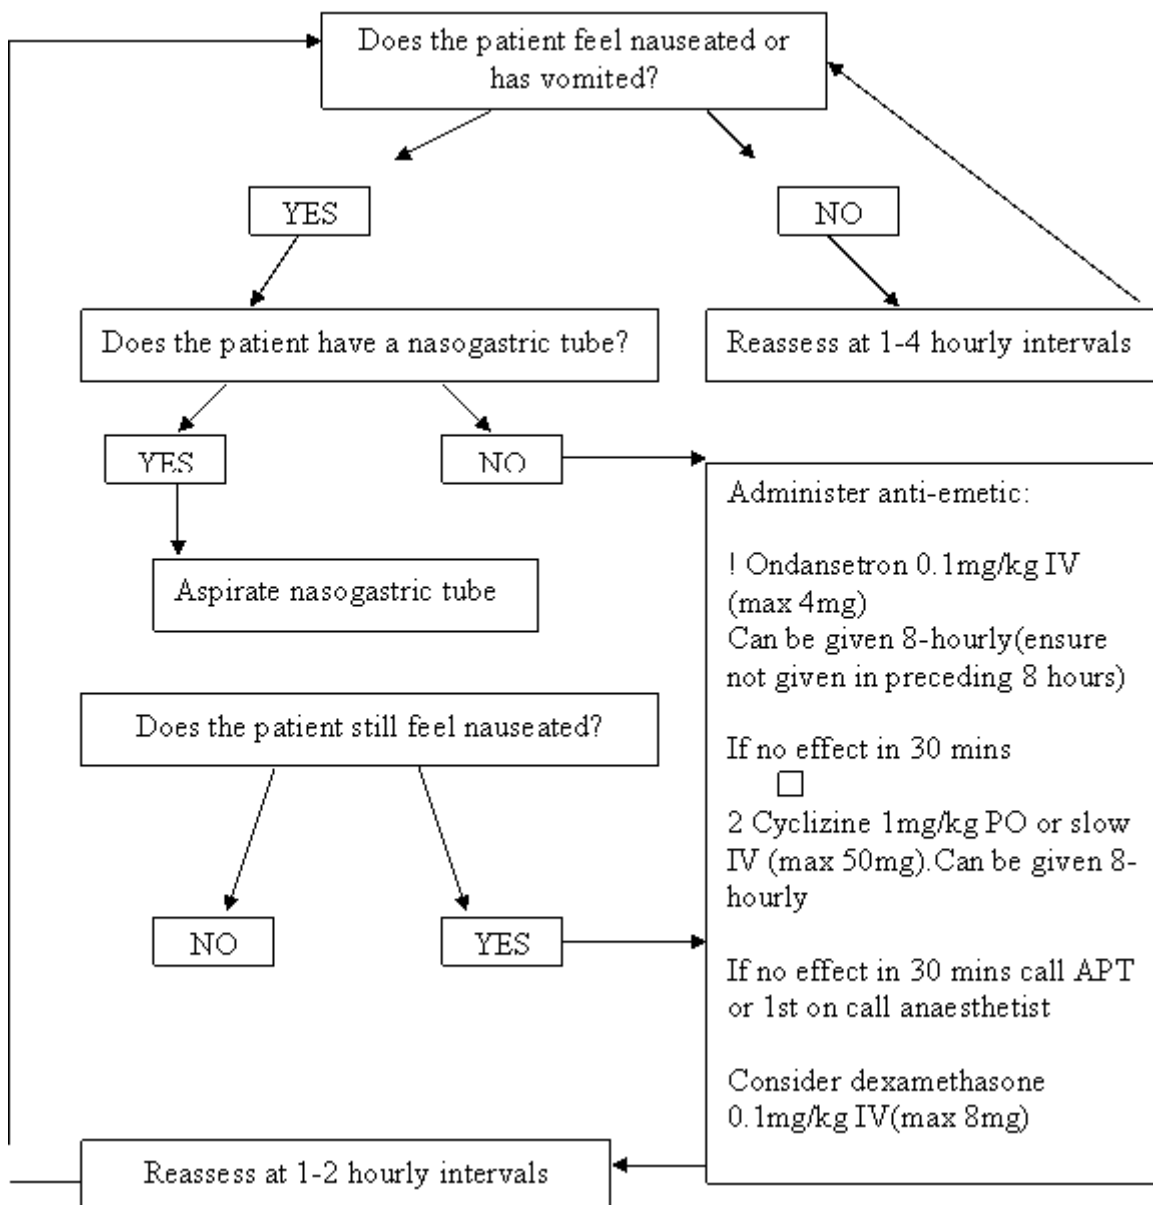 Does the patient feel nauseated or
has vomited?
YES
NO
Does the patient have a nasogastric tube?
Reassess at 1-4 hourly intervals
YES
NO
Aspirate nasogastric tube
Does the patient still feel nauseated?
NO
YES
Administer anti-emetic:
! Ondansetron 0.1mg/kg IV
(max 4mg)
Can be given 8-hourly(ensure
not given in preceding 8 hours)
If no effect in 30 mins
2 Cyclizine 1mg/kg PO or slow
IV (max 50mg).Can be given 8-
hourly
If no effect in 30 mins call APT
or 1st on call anaesthetist
Consider dexamethasone
0.1mg/kg IV(max 8mg)
Reassess at 1-2 hourly intervals